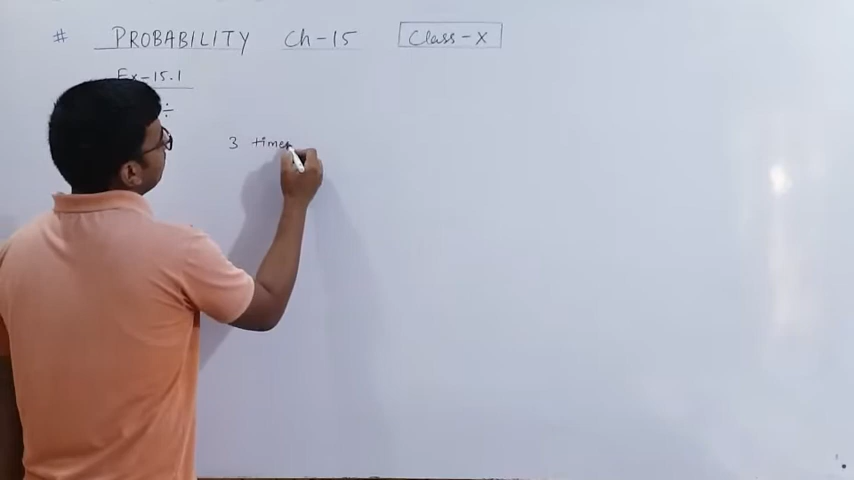 # PROBABILITY Ch-15 Class-X
Ex-15.1
3 times